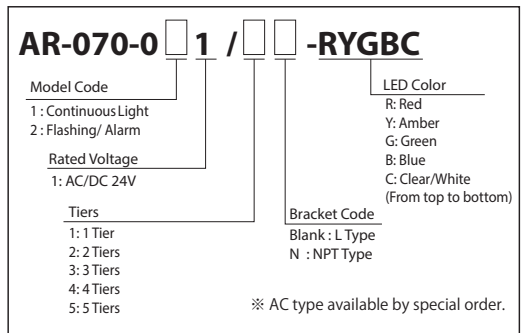 AR-070-0□1/□□-RYGBC
Model Code
1 : Continuous Light
2 : Flashing/ Alarm
Rated Voltage
1: AC/DC 24V
Tiers
1: 1 Tier
2: 2 Tiers
3: 3 Tiers
4: 4 Tiers
5: 5 Tiers
Bracket Code
Blank : L Type
N : NPT Type
LED Color
R: Red
Y: Amber
G: Green
B: Blue
C: Clear/White
(From top to bottom)
※ AC type available by special order.